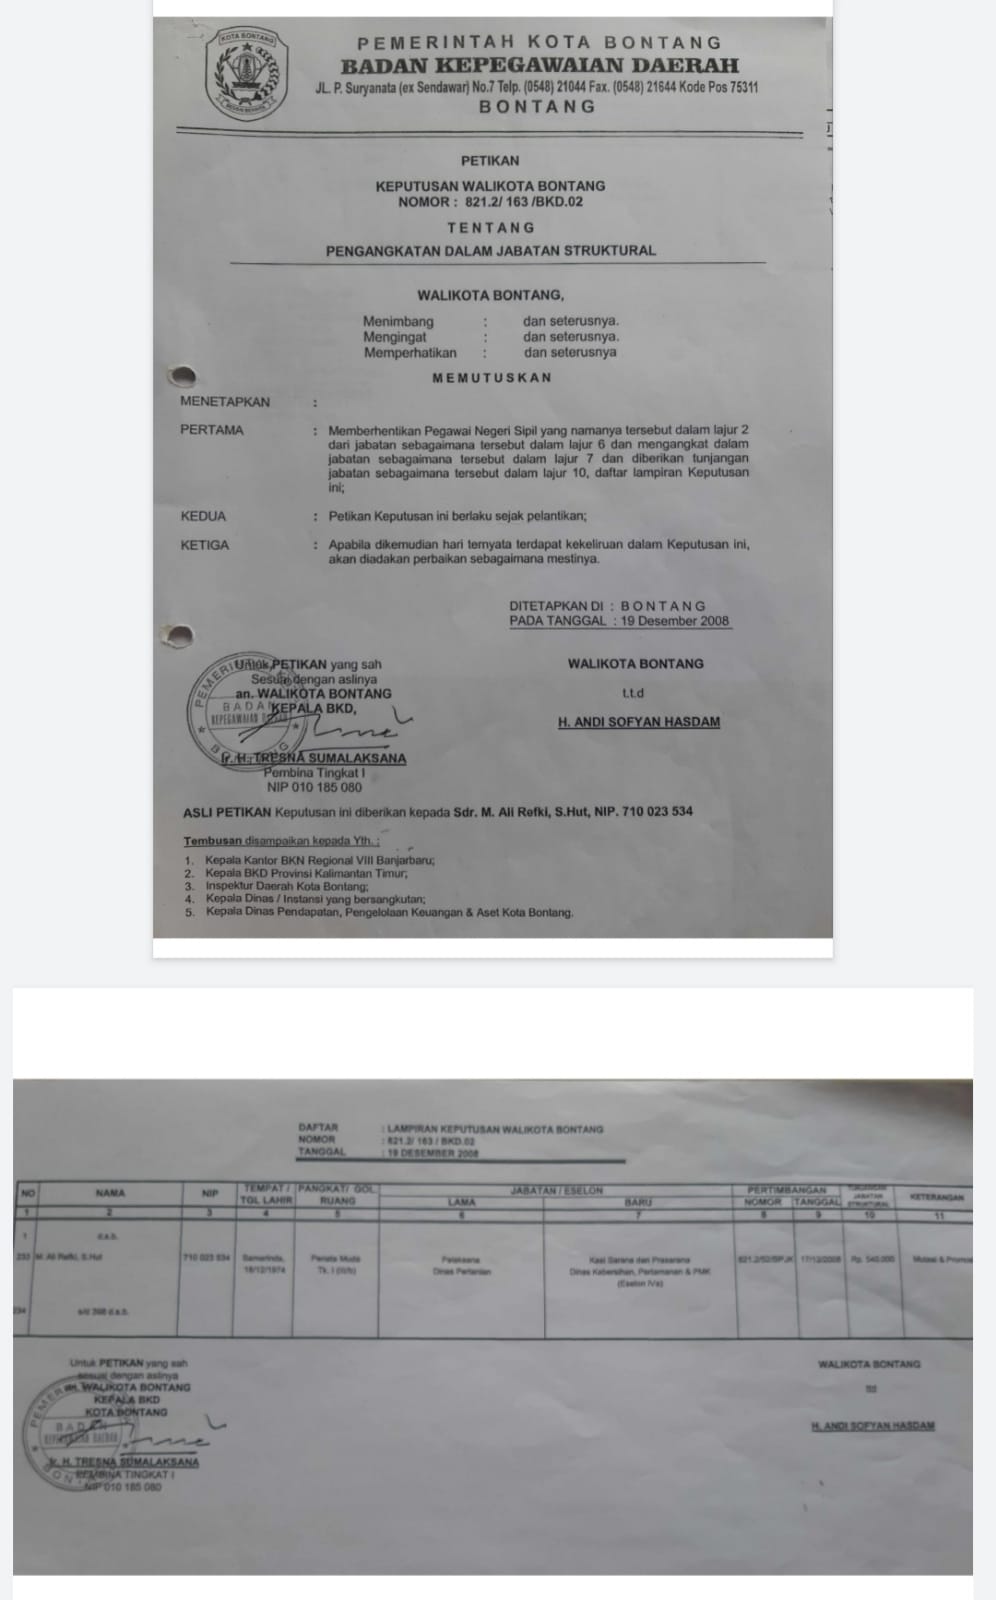 KOTA BONTANG
PEMERINTAH KOTA BONTANG
BADAN KEPEGAWAIAN DAERAH
JL. P. Suryanata (ex Sendawar) No.7 Telp. (0548) 21044 Fax. (0548) 21644 Kode Pos 75311
BONTANG
PETIKAN
KEPUTUSAN WALIKOTA BONTANG
NOMOR : 821.2/ 163 /BKD.02
TENTANG
PENGANGKATAN DALAM JABATAN STRUKTURAL
WALIKOTA BONTANG,
Menimbang : dan seterusnya.
Mengingat : dan seterusnya.
Memperhatikan : dan seterusnya
MEMUTUSKAN
MENETAPKAN :
PERTAMA : Memberhentikan Pegawai Negeri Sipil yang namanya tersebut dalam lajur 2
dari jabatan sebagaimana tersebut dalam lajur 6 dan mengangkat dalam
jabatan sebagaimana tersebut dalam lajur 7 dan diberikan tunjangan
jabatan sebagaimana tersebut dalam lajur 10, daftar lampiran Keputusan
ini;
KEDUA : Petikan Keputusan ini berlaku sejak pelantikan;
KETIGA : Apabila dikemudian hari ternyata terdapat kekeliruan dalam Keputusan ini,
akan diadakan perbaikan sebagaimana mestinya.
DITETAPKAN DI : BONTANG
PADA TANGGAL : 19 Desember 2008
Untuk PETIKAN yang sah
Sesuai dengan aslinya
an. WALIKOTA BONTANG
KEPALA BKD,
BADAN
KEPEGAWAIAN DAERAH
Ir. H. TRESNA SUMALAKSANA
Pembina Tingkat I
NIP 010 185 080
WALIKOTA BONTANG
t.t.d
H. ANDI SOFYAN HASDAM
ASLI PETIKAN Keputusan ini diberikan kepada Sdr. M. Ali Refki, S.Hut, NIP. 710 023 534
Tembusan disampaikan kepada Yth. :
1. Kepala Kantor BKN Regional VIII Banjarbaru;
2. Kepala BKD Provinsi Kalimantan Timur;
3. Inspektur Daerah Kota Bontang;
4. Kepala Dinas / Instansi yang bersangkutan;
5. Kepala Dinas Pendapatan, Pengelolaan Keuangan & Aset Kota Bontang.
DAFTAR : LAMPIRAN KEPUTUSAN WALIKOTA BONTANG
NOMOR : 821.2/ 163 / BKD.02
TANGGAL : 19 DESEMBER 2008
NO NAMA NIP TEMPAT / TGL LAHIR PANGKAT/ GOL. RUANG JABATAN / ESELON PERTIMBANGAN JABATAN STRUKTURAL KETERANGAN
LAMA BARU NOMOR TANGGAL
1 2 3 4 5 6 7 8 9 10 11
1 d.s.b.
233 M. Ali Refki, S.Hut 710 023 534 Samarinda, 18/12/1974 Penata Muda Tk. I (III/b) Pelaksana Dinas Pertanian Kasi Sarana dan Prasarana Dinas Kebersihan, Pertamanan & PMK (Eselon IVa) 17/12/2008 Rp. 540.000 Mutasi & Promosi
234
Untuk PETIKAN yang sah
sesuai dengan aslinya
an. WALIKOTA BONTANG
KEPALA BKD
KOTA BONTANG
BADAN
KEPEGAWAIAN DAERAH
Ir. H. TRESNA SUMALAKSANA
PEMBINA TINGKAT I
NIP 010 185 080
WALIKOTA BONTANG
ttd
H. ANDI SOFYAN HASDAM